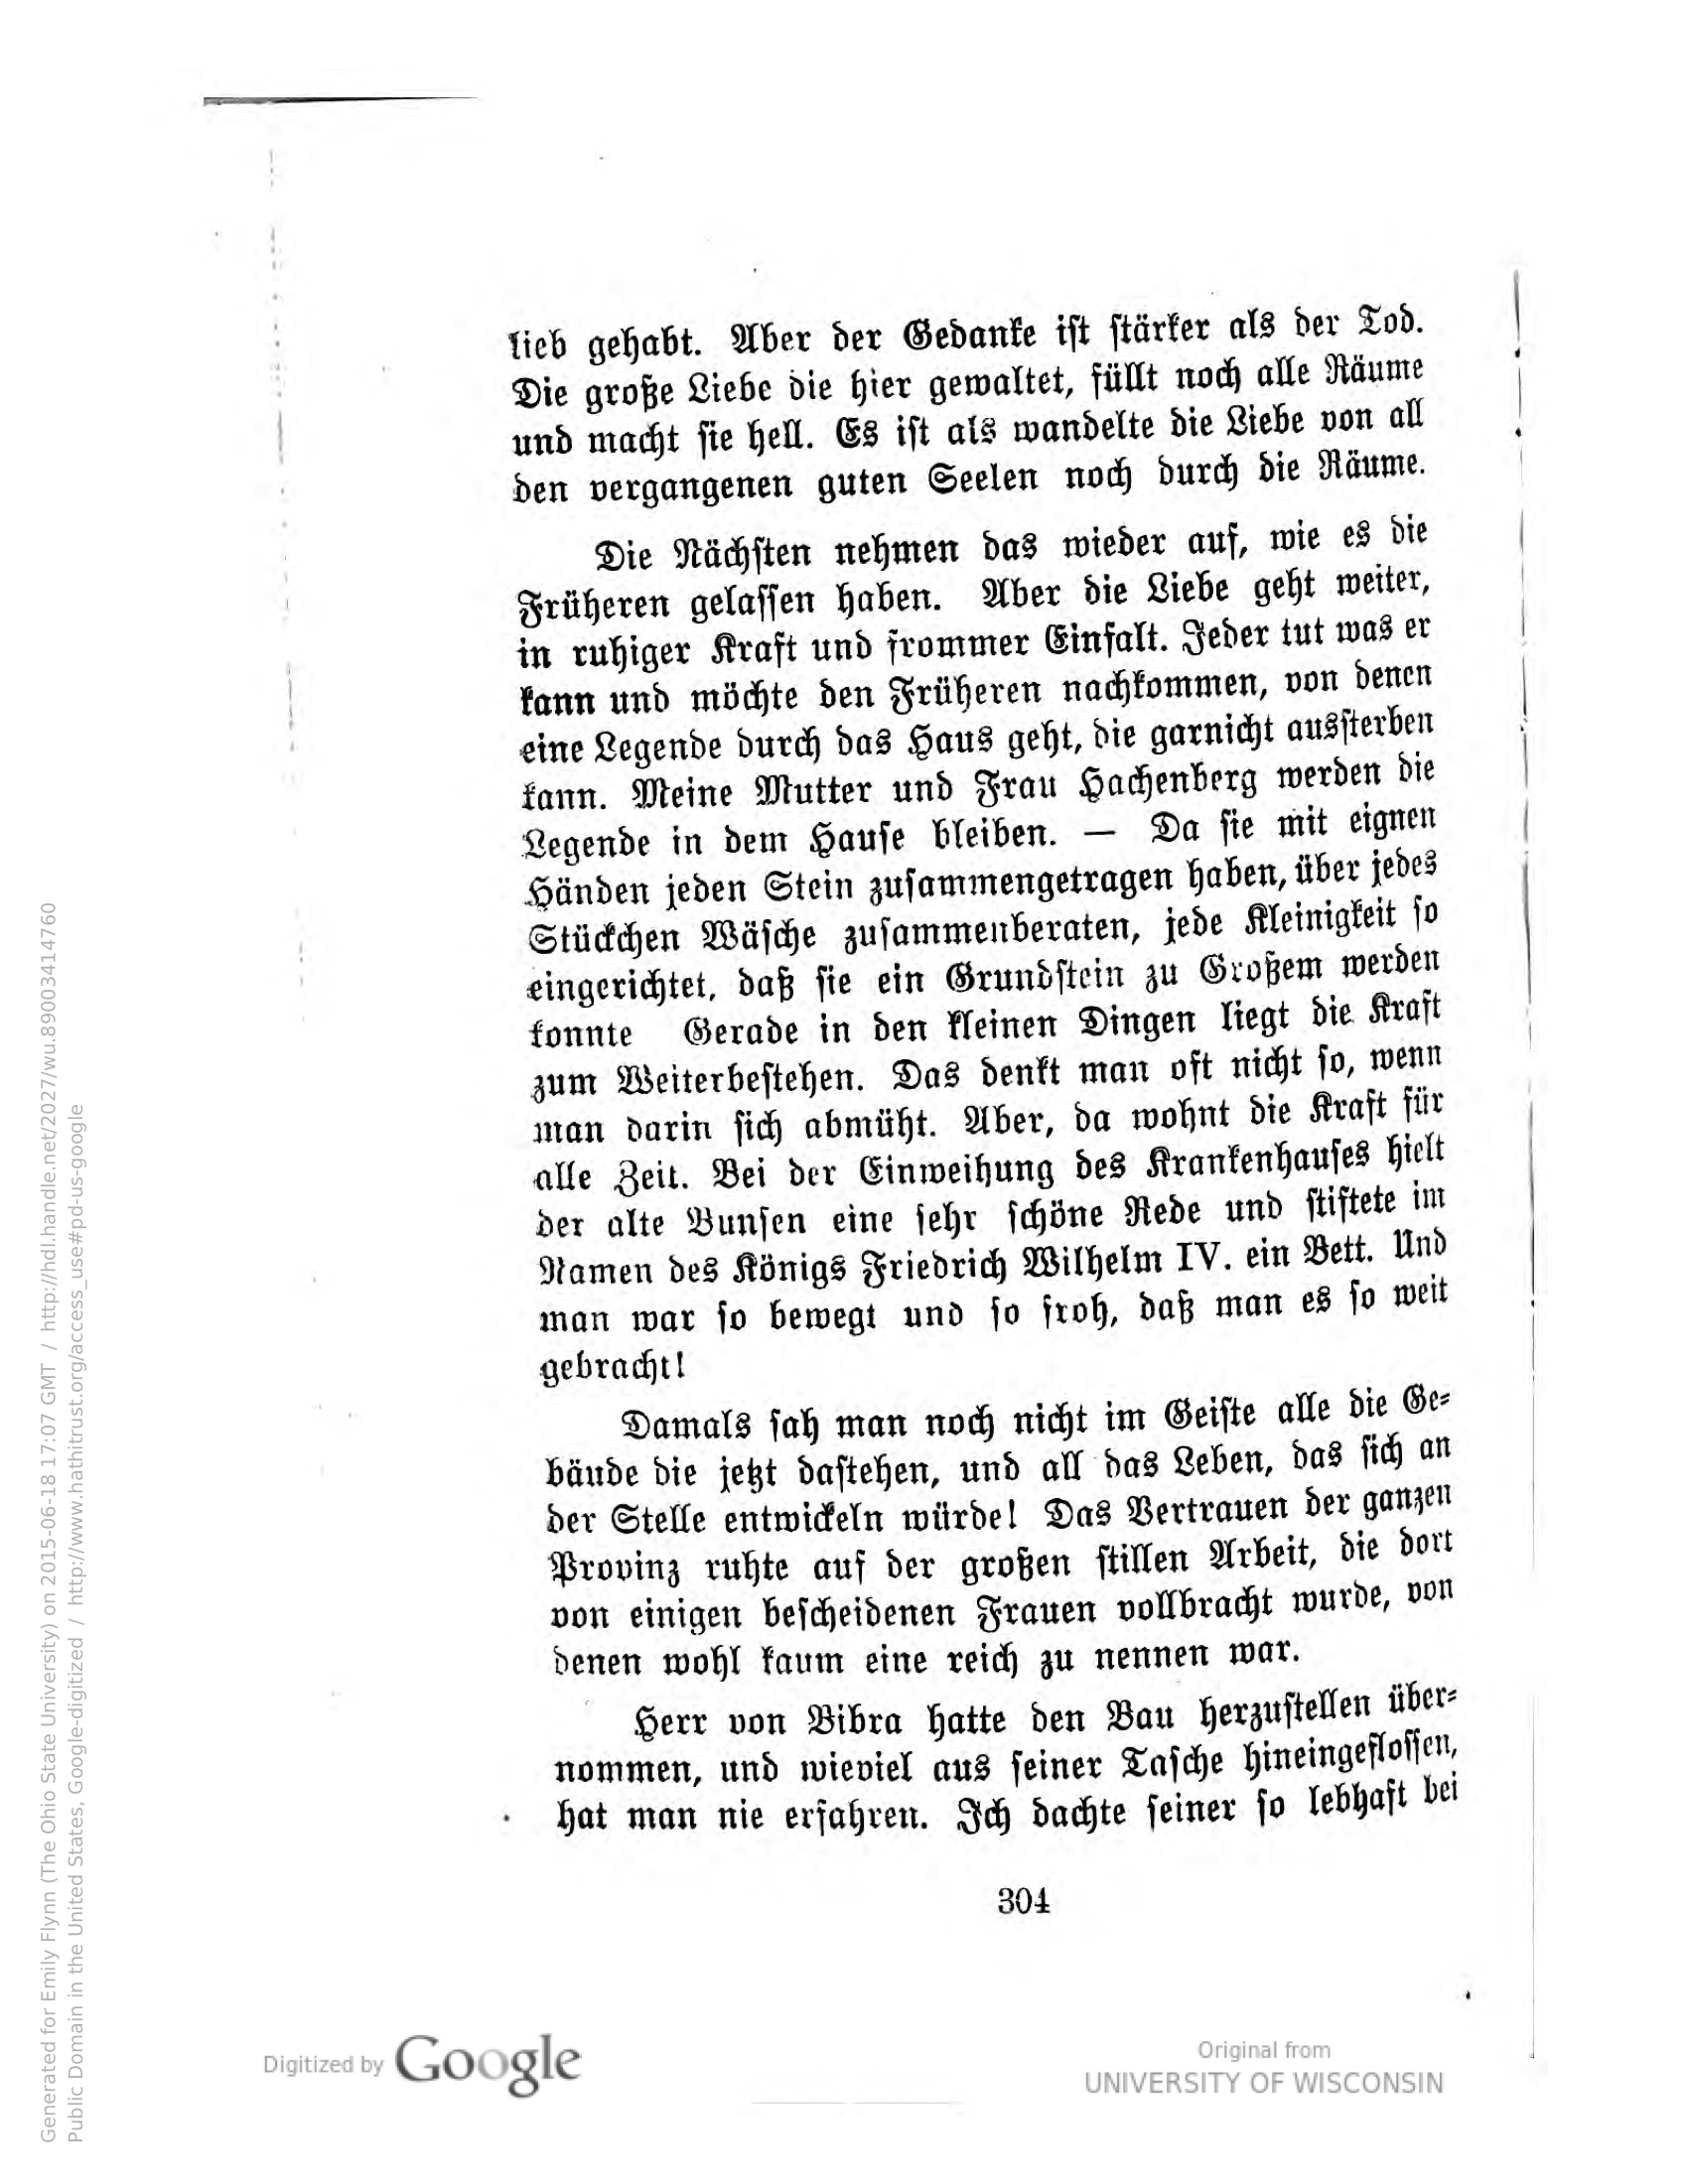 lieb gehabt. Aber der Gedanke ist stärker als der Tod.
Die große Liebe die hier gewaltet, füllt noch alle Räume
und macht sie hell. Es ist als wandelte die Liebe von all
den vergangenen guten Seelen noch durch die Räume.
Die Nächsten nehmen das wieder auf, wie es die
Früheren gelassen haben. Aber die Liebe geht weiter,
in ruhiger Kraft und frommer Einfalt. Jeder tut was er
kann und möchte den Früheren nachkommen, von denen
eine Legende durch das Haus geht, die garnicht aussterben
kann. Meine Mutter und Frau Hachenberg werden die
Legende in dem Hause bleiben. — Da sie mit eignen
Händen jeden Stein zusammengetragen haben, über jedes
Stückchen Wäsche zusammenberaten, jede Kleinigkeit so
eingerichtet, daß sie ein Grundstein zu Großem werden
konnte Gerade in den kleinen Dingen liegt die Kraft
zum Weiterbestehen. Das denkt man oft nicht so, wenn
man darin sich abmüht. Aber, da wohnt die Kraft für
alle Zeit. Bei der Einweihung des Krankenhauses hielt
der alte Bunsen eine sehr schöne Rede und stiftete im
Namen des Königs Friedrich Wilhelm IV. ein Bett. Und
man war so bewegt und so froh, daß man es so weit
gebracht!
Damals sah man noch nicht im Geiste alle die Ge-
bäude die jetzt dastehen, und all das Leben, das sich an
der Stelle entwickeln würde! Das Vertrauen der ganzen
Provinz ruhte auf der großen stillen Arbeit, die dort
von einigen bescheidenen Frauen vollbracht wurde, von
denen wohl kaum eine reich zu nennen war.
Herr von Bibra hatte den Bau herzustellen über-
nommen, und wieviel aus seiner Tasche hineingeflossen,
hat man nie erfahren. Ich dachte seiner so lebhaft bei
304
Digitized by Google
Original from
UNIVERSITY OF WISCONSIN
Generated for Emily Flynn (The Ohio State University) on 2015-06-18 17:07 GMT / http://hdl.handle.net/2027/wu.89003414760
Public Domain in the United States, Google-digitized / http://www.hathitrust.org/access_use#pd-us-google